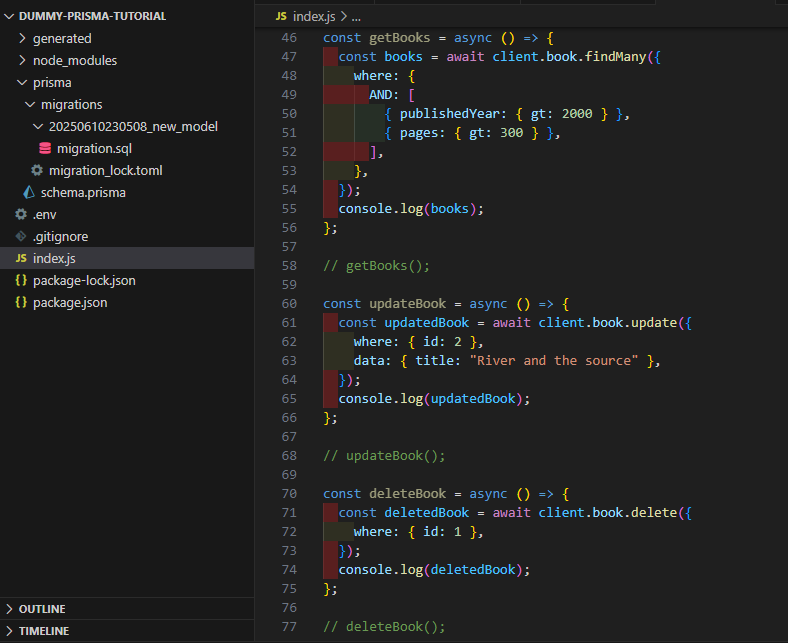 DUMMY-PRISMA-TUTORIAL
generated
node_modules
prisma
migrations
20250610230508_new_model
migration.sql
migration_lock.toml
schema.prisma
.env
.gitignore
JS index.js
{} package-lock.json
{} package.json
OUTLINE
TIMELINE
JS index.js > ...
46 const getBooks = async () => {
47 const books = await client.book.findMany({
48 where: {
49 AND: [
50 { publishedYear: { gt: 2000 } },
51 { pages: { gt: 300 } },
52 ],
53 },
54 });
55 console.log(books);
56 };
57
58 // getBooks();
59
60 const updateBook = async () => {
61 const updatedBook = await client.book.update({
62 where: { id: 2 },
63 data: { title: "River and the source" },
64 });
65 console.log(updatedBook);
66 };
67
68 // updateBook();
69
70 const deleteBook = async () => {
71 const deletedBook = await client.book.delete({
72 where: { id: 1 },
73 });
74 console.log(deletedBook);
75 };
76
77 // deleteBook();